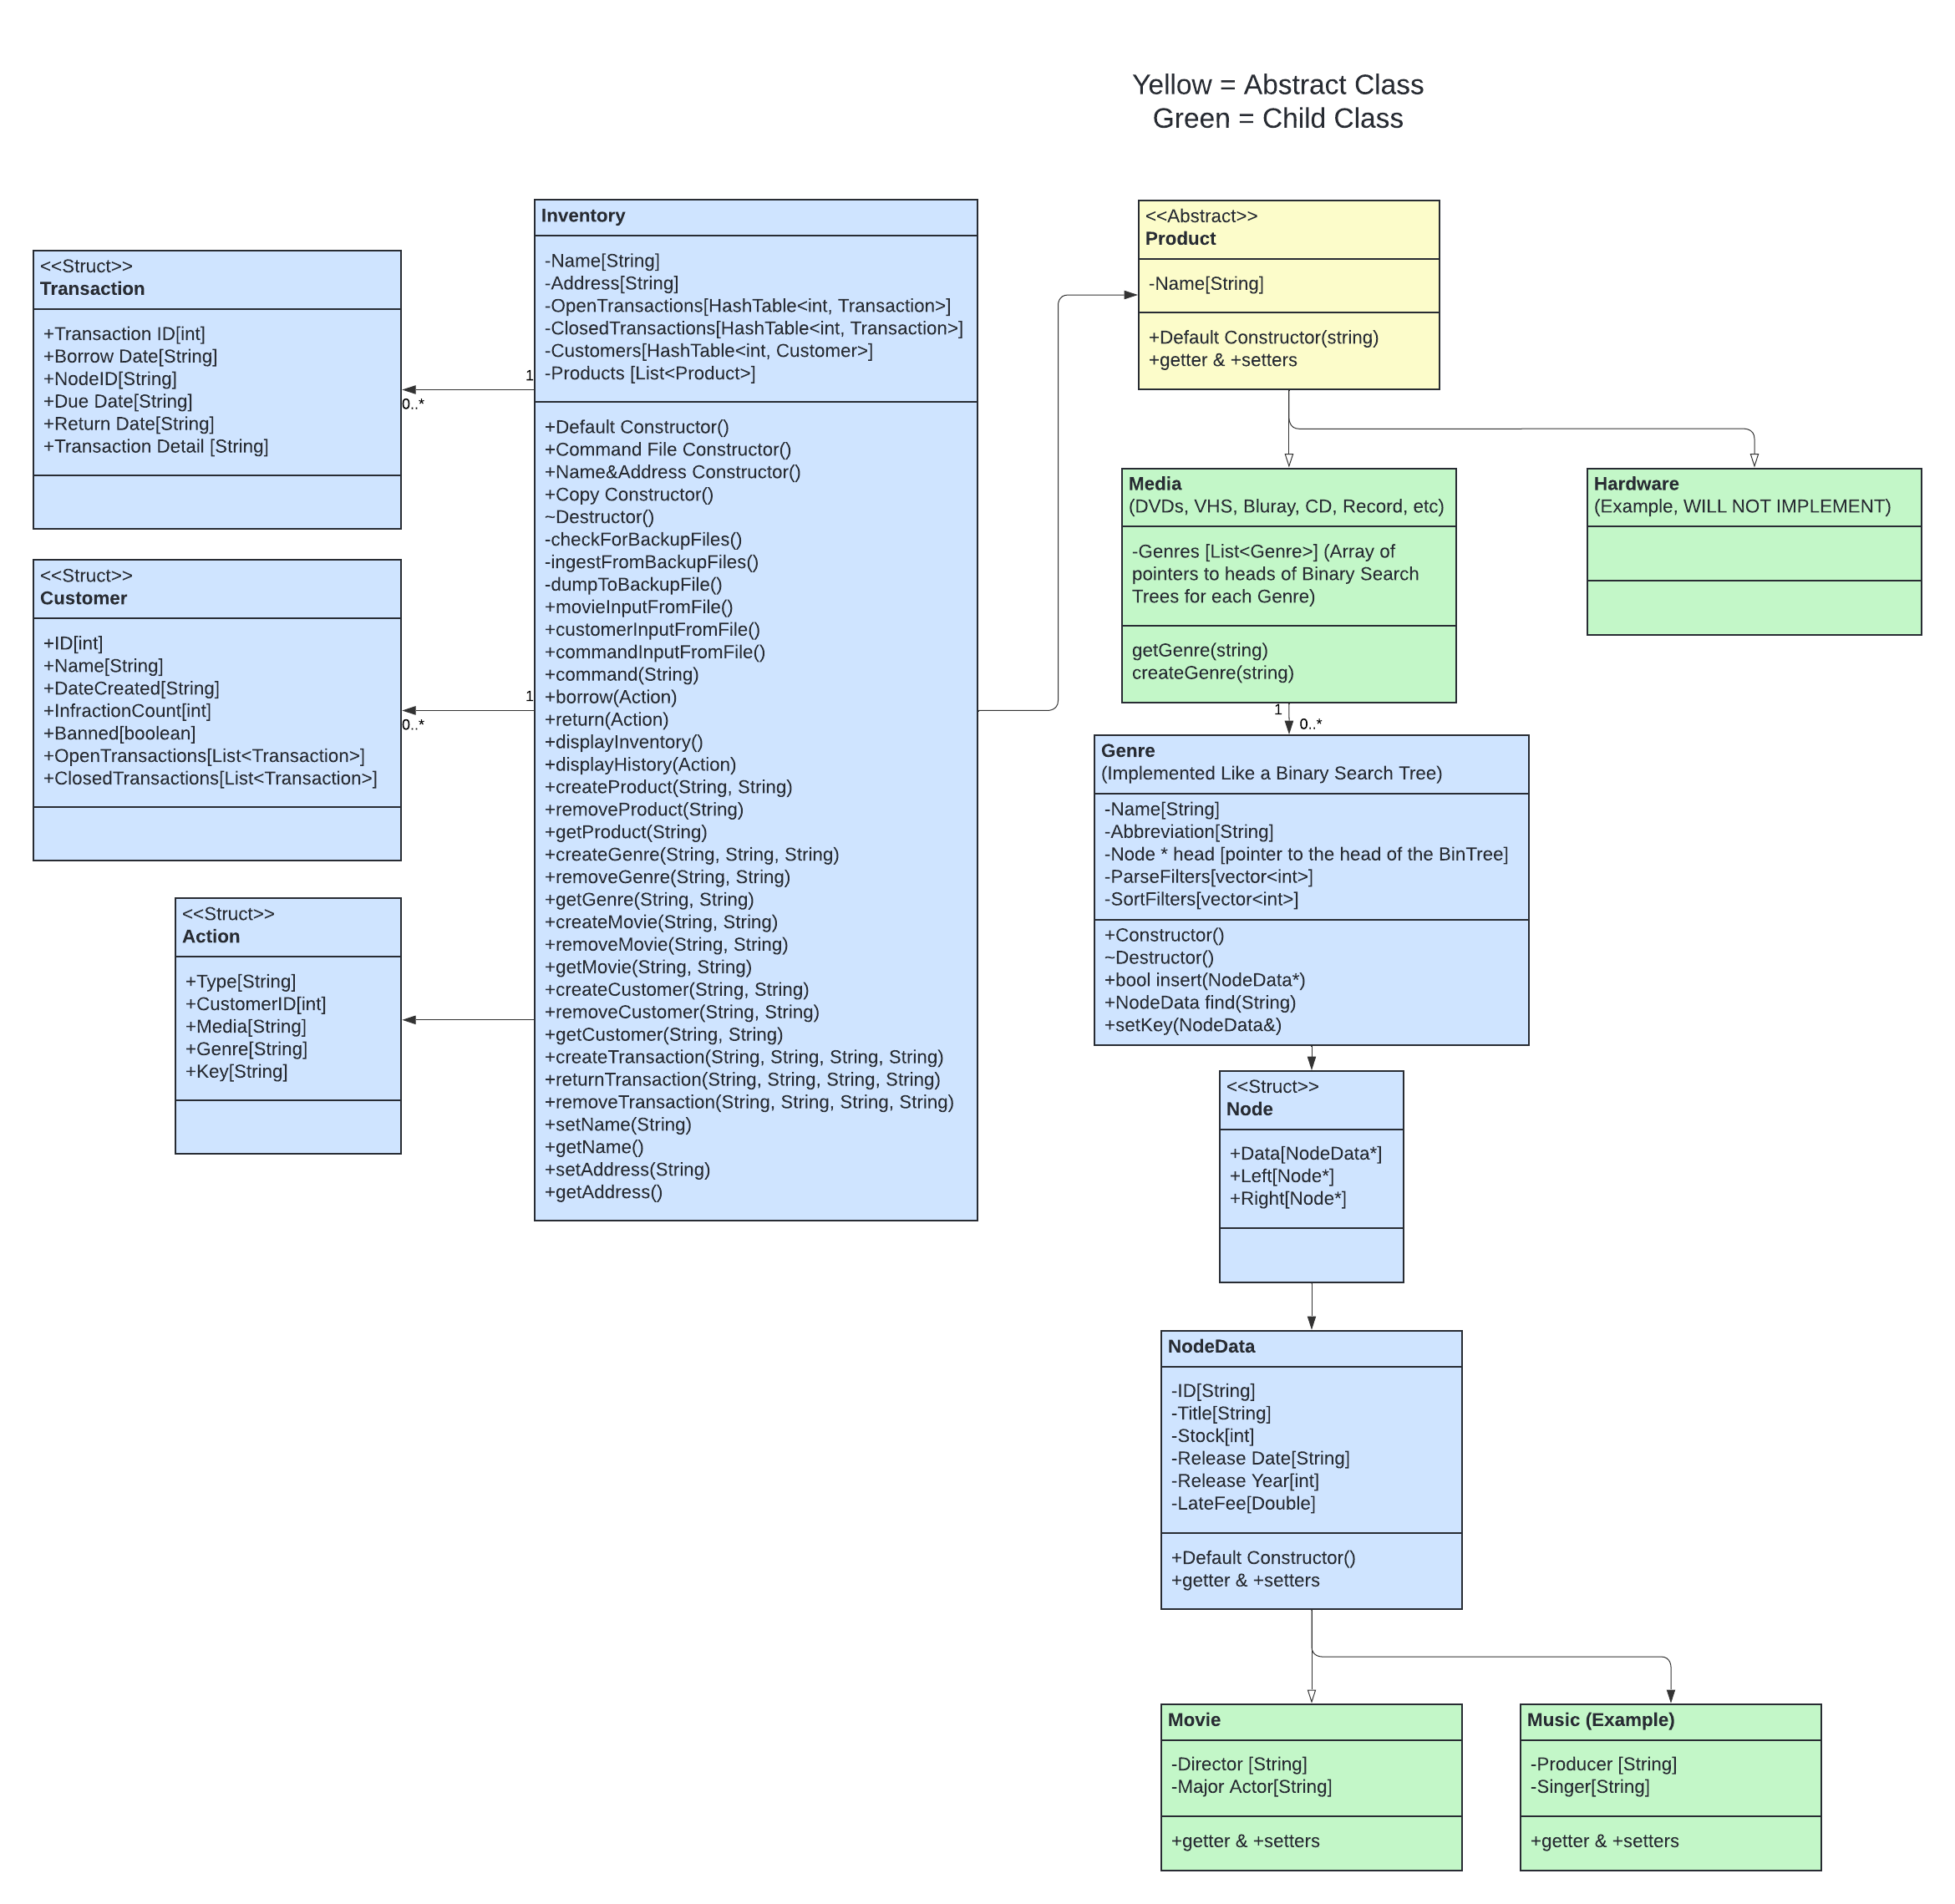 Yellow = Abstract Class
Green = Child Class
<<Struct>>
Transaction
+Transaction ID[int]
+Borrow Date[String]
+NodeID[String]
+Due Date[String]
+Return Date[String]
+Transaction Detail [String]
1
0..*
<<Struct>>
Customer
+ID[int]
+Name[String]
+DateCreated[String]
+InfractionCount[int]
+Banned[boolean]
+OpenTransactions[List<Transaction>]
+ClosedTransactions[List<Transaction>]
1
0..*
<<Struct>>
Action
+Type[String]
+CustomerID[int]
+Media[String]
+Genre[String]
+Key[String]
Inventory
-Name[String]
-Address[String]
-OpenTransactions[HashTable<int, Transaction>]
-ClosedTransactions[HashTable<int, Transaction>]
-Customers[HashTable<int, Customer>]
-Products [List<Product>]
+Default Constructor()
+Command File Constructor()
+Name&Address Constructor()
+Copy Constructor()
~Destructor()
-checkForBackupFiles()
-ingestFromBackupFiles()
-dumpToBackupFile()
+movieInputFromFile()
+customerInputFromFile()
+commandInputFromFile()
+command(String)
+borrow(Action)
+return(Action)
+displayInventory()
+displayHistory(Action)
+createProduct(String, String)
+removeProduct(String)
+getProduct(String)
+createGenre(String, String, String)
+removeGenre(String, String)
+getGenre(String, String)
+createMovie(String, String)
+removeMovie(String, String)
+getMovie(String, String)
+createCustomer(String, String)
+removeCustomer(String, String)
+getCustomer(String, String)
+createTransaction(String, String, String, String)
+returnTransaction(String, String, String, String)
+removeTransaction(String, String, String, String)
+setName(String)
+getName()
+setAddress(String)
+getAddress()
<<Abstract>>
Product
-Name[String]
+Default Constructor(string)
+getter & +setters
Media
(DVDs, VHS, Bluray, CD, Record, etc)
-Genres [List<Genre>] (Array of
pointers to heads of Binary Search
Trees for each Genre)
getGenre(string)
createGenre(string)
Hardware
(Example, WILL NOT IMPLEMENT)
1
0..*
Genre
(Implemented Like a Binary Search Tree)
-Name[String]
-Abbreviation[String]
-Node * head [pointer to the head of the BinTree]
-ParseFilters[vector<int>]
-SortFilters[vector<int>]
+Constructor()
~Destructor()
+bool insert(NodeData*)
+NodeData find(String)
+setKey(NodeData&)
<<Struct>>
Node
+Data[NodeData*]
+Left[Node*]
+Right[Node*]
NodeData
-ID[String]
-Title[String]
-Stock[int]
-Release Date[String]
-Release Year[int]
-LateFee[Double]
+Default Constructor()
+getter & +setters
Movie
-Director [String]
-Major Actor[String]
+getter & +setters
Music (Example)
-Producer [String]
-Singer[String]
+getter & +setters